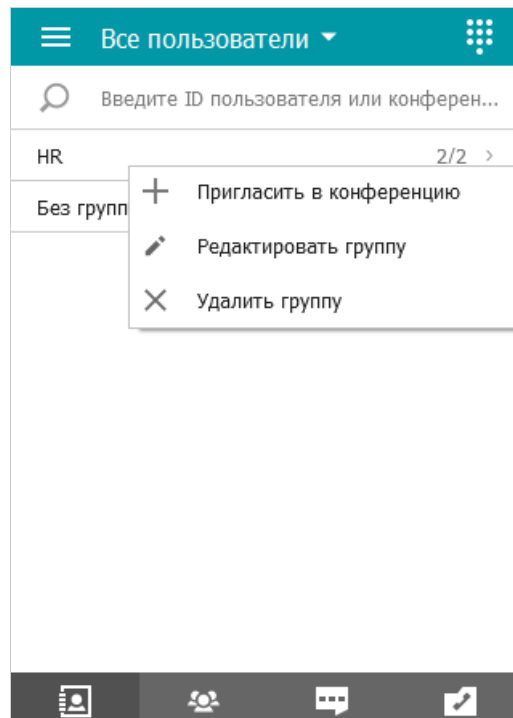 Все пользователи
Введите ID пользователя или конферен...
HR 2/2
Без групп
Пригласить в конференцию
Редактировать группу
Удалить группу